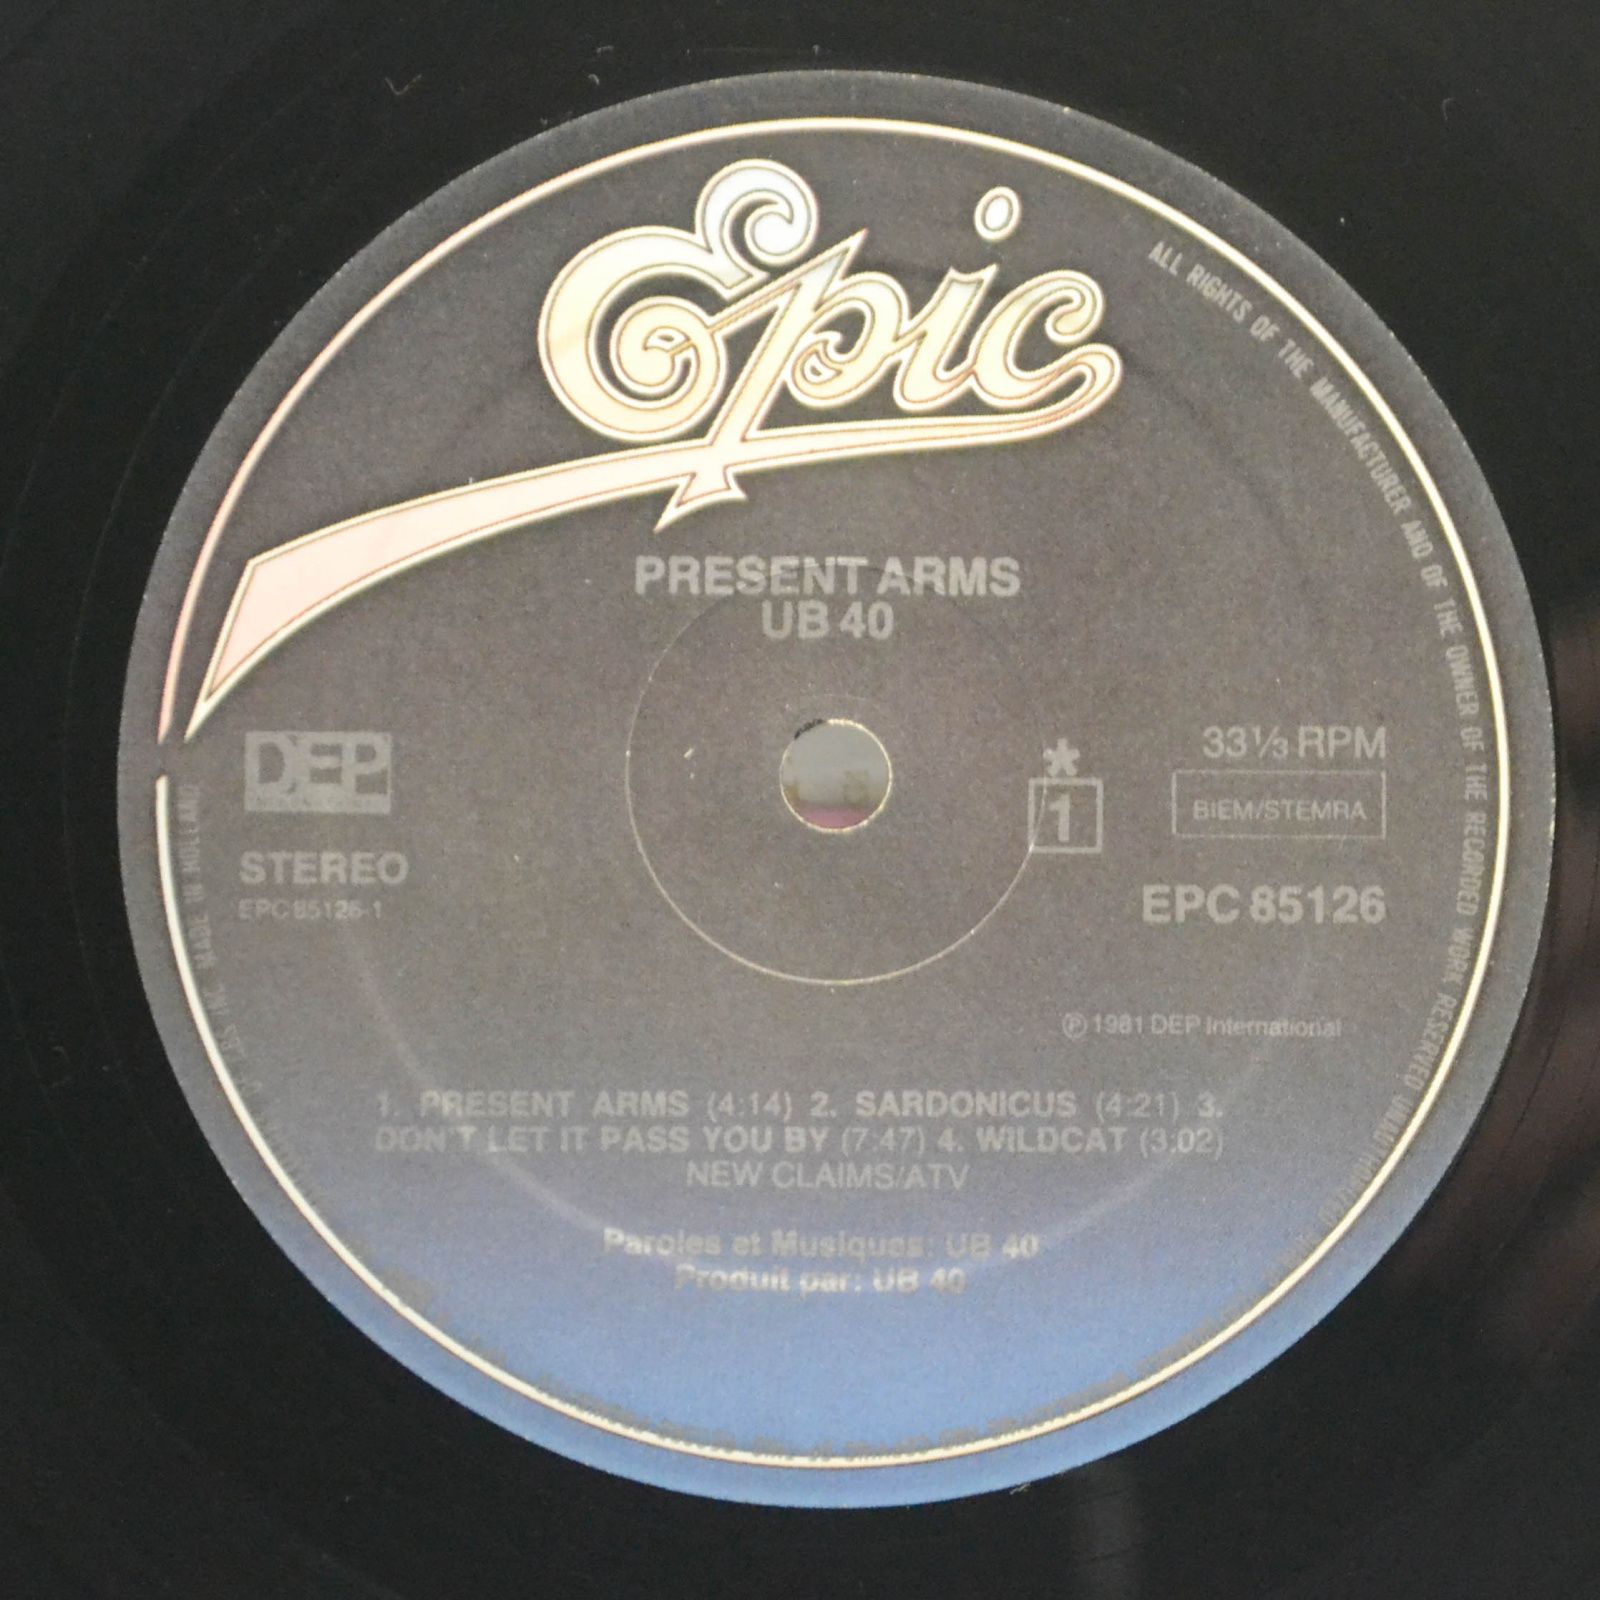 Epic
ALL RIGHTS OF THE MANUFACTURER AND OF THE OWNER OF THE RECORDED WORK RESERVED
PRESENT ARMS
UB 40
DEP
STEREO
EPC 85126-1
*
1
33⅓ RPM
BIEM/STEMRA
EPC 85126
℗ 1981 DEP International
1. PRESENT ARMS (4:14) 2. SARDONICUS (4:21) 3.
DON'T LET IT PASS YOU BY (7:47) 4. WILDCAT (3:02)
NEW CLAIMS/ATV
Paroles et Musiques: UB 40
Produit par: UB 40
MADE IN HOLLAND